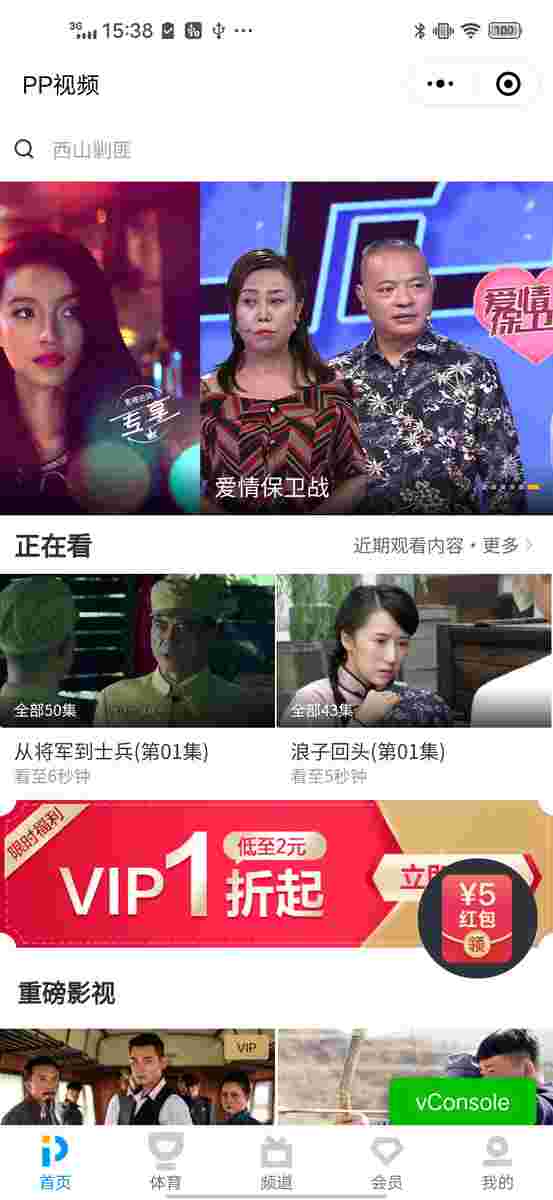 3G 15:38 100
PP视频
西山剿匪
爱情
保卫
专享
爱情保卫战
正在看
近期观看内容·更多
全部50集
全部43集
从将军到士兵(第01集)
浪子回头(第01集)
看至6秒钟
看至5秒钟
限时福利
VIP1折起
低至2元
立即
¥5
红包
领
重磅影视
VIP
vConsole
首页
体育
频道
会员
我的